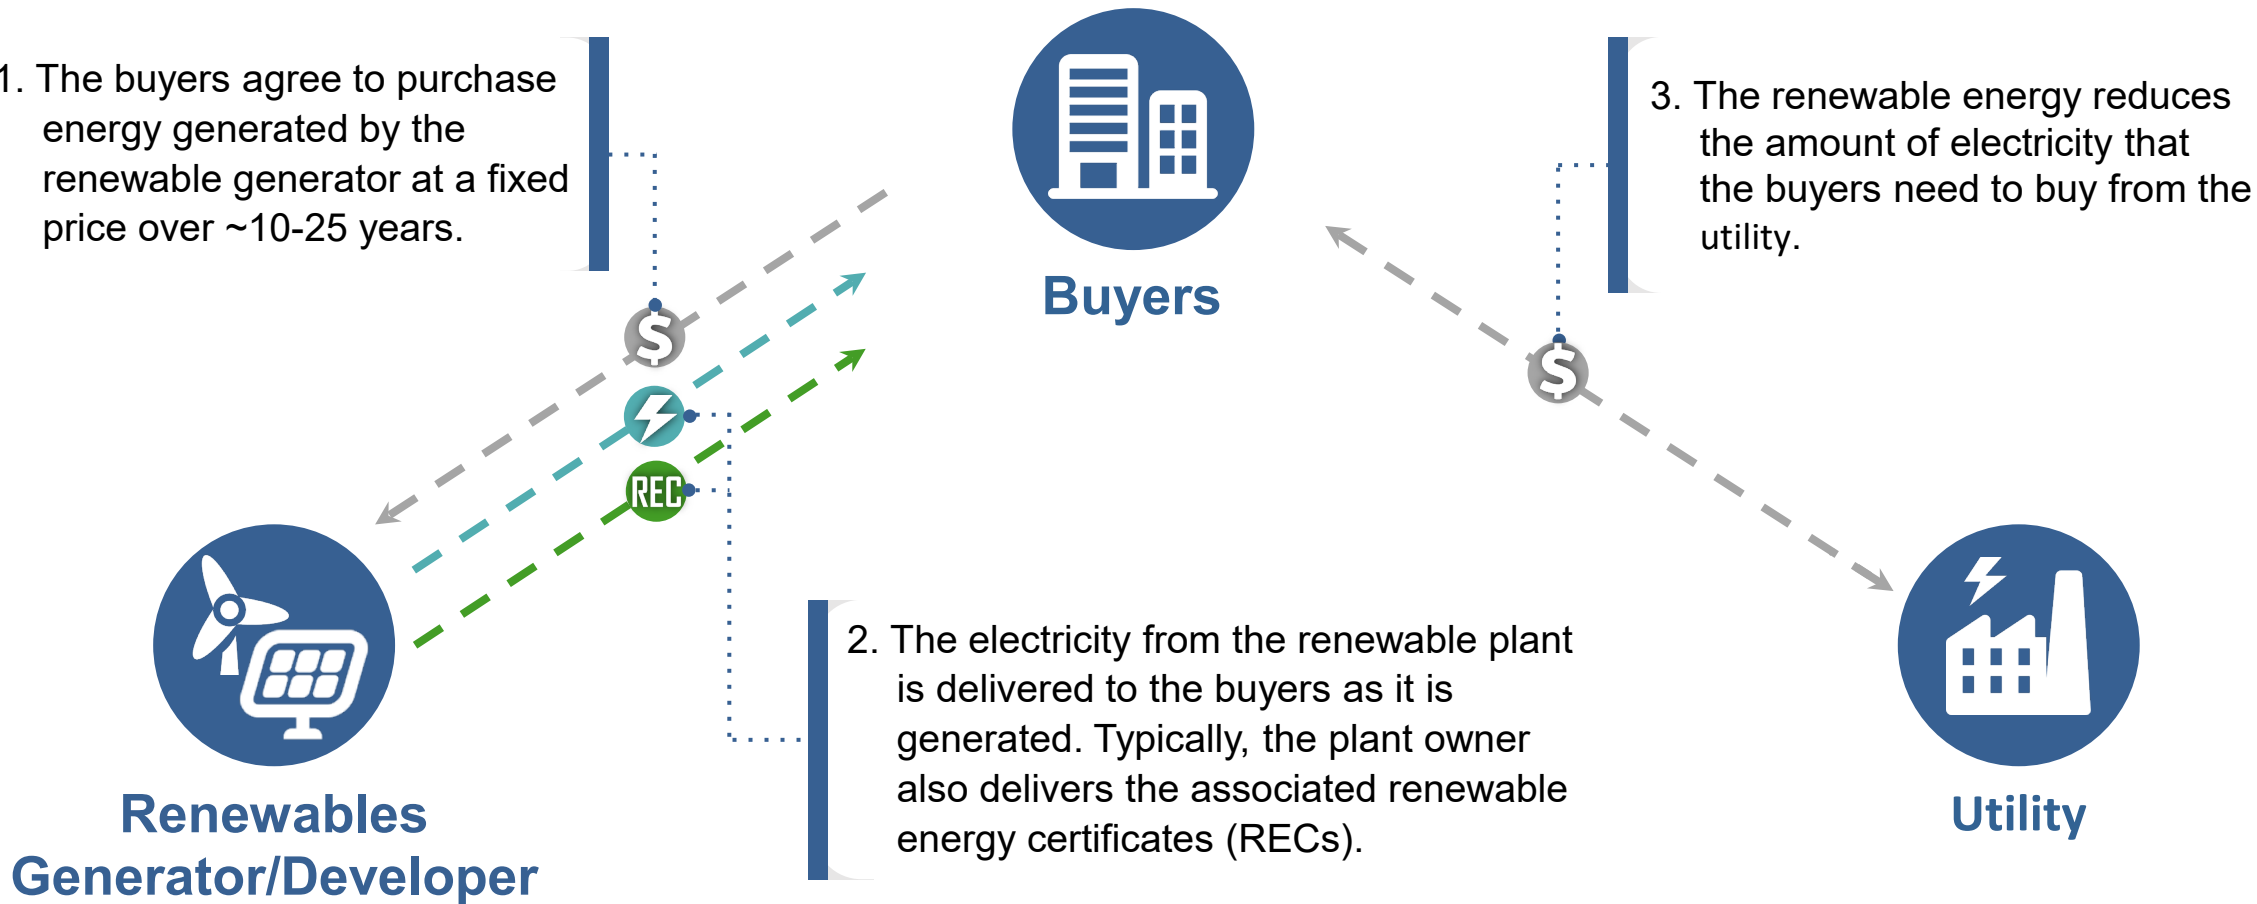 1. The buyers agree to purchase
energy generated by the
renewable generator at a fixed
price over ~10-25 years.
Buyers
3. The renewable energy reduces
the amount of electricity that
the buyers need to buy from the
utility.
$
$
REC
2. The electricity from the renewable plant
is delivered to the buyers as it is
generated. Typically, the plant owner
also delivers the associated renewable
energy certificates (RECs).
Renewables
Generator/Developer
Utility